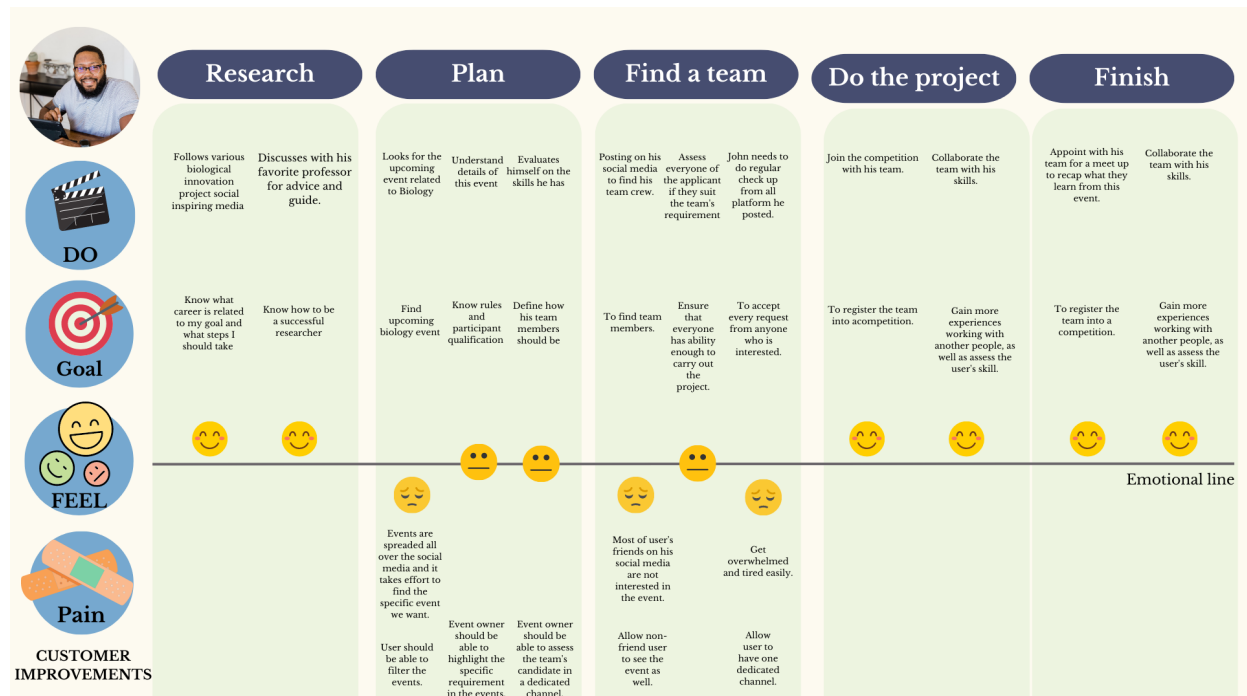 Research
Plan
Find a team
Do the project
Finish
DO
Follows various
biological
innovation
project social
inspiring media
Discusses with his
favorite professor
for advice and
guide.
Looks for the
upcoming
event related
to Biology
Understand
details of
this event
Evaluates
himself on the
skills he has
Posting on his
social media
to find his
team crew.
Assess
everyone of
the applicant
if they suit
the team's
requirement
John needs to
do regular
check up
from all
platform he
posted.
Join the competition
with his team.
Collaborate the
team with his
skills.
Appoint with his
team for a meet up
to recap what they
learn from this
event.
Collaborate the
team with his
skills.
Goal
Know what
career is related
to my goal and
what steps I
should take
Know how to be
a successful
researcher
Find
upcoming
biology event
Know rules
and
participant
qualification
Define how
his team
members
should be
To find team
members.
Ensure
that
everyone
has ability
enough to
carry out
the
project.
To accept
every request
from anyone
who is
interested.
To register the team
into acompetition.
Gain more
experiences
working with
another people, as
well as assess the
user's skill.
To register the
team into a
competition.
Gain more
experiences
working with
another people, as
well as assess the
user's skill.
FEEL
Emotional line
Pain
Events are
spreaded all
over the social
media and it
takes effort to
find the
specific event
we want.
Most of user's
friends on his
social media
are not
interested in
the event.
Get
overwhelmed
and tired easily.
CUSTOMER
IMPROVEMENTS
User should
be able to
filter the
events.
Event owner
should be
able to
highlight the
specific
requirement
in the events.
Event owner
should be
able to assess
the team's
candidate in
a dedicated
channel.
Allow non-
friend user
to see the
event as
well.
Allow
user to
have one
dedicated
channel.